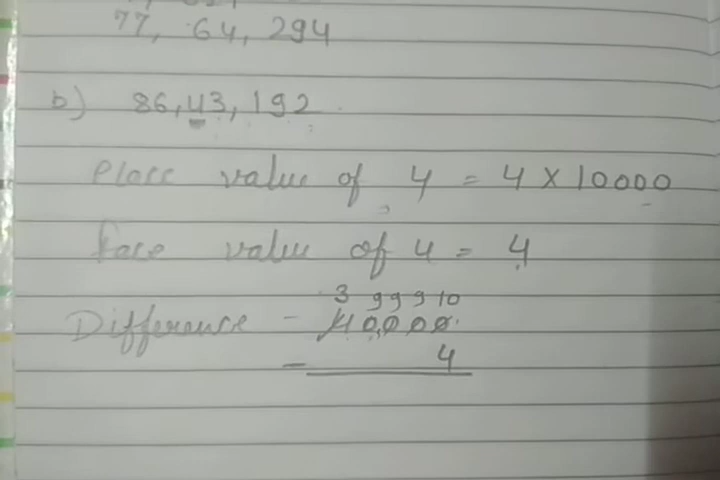 77, 64, 294
b) 86,43,192
Place value of 4 = 4 X 10000
Face value of 4 = 4
3 9 9 9 10
Difference - 40,000
- 4